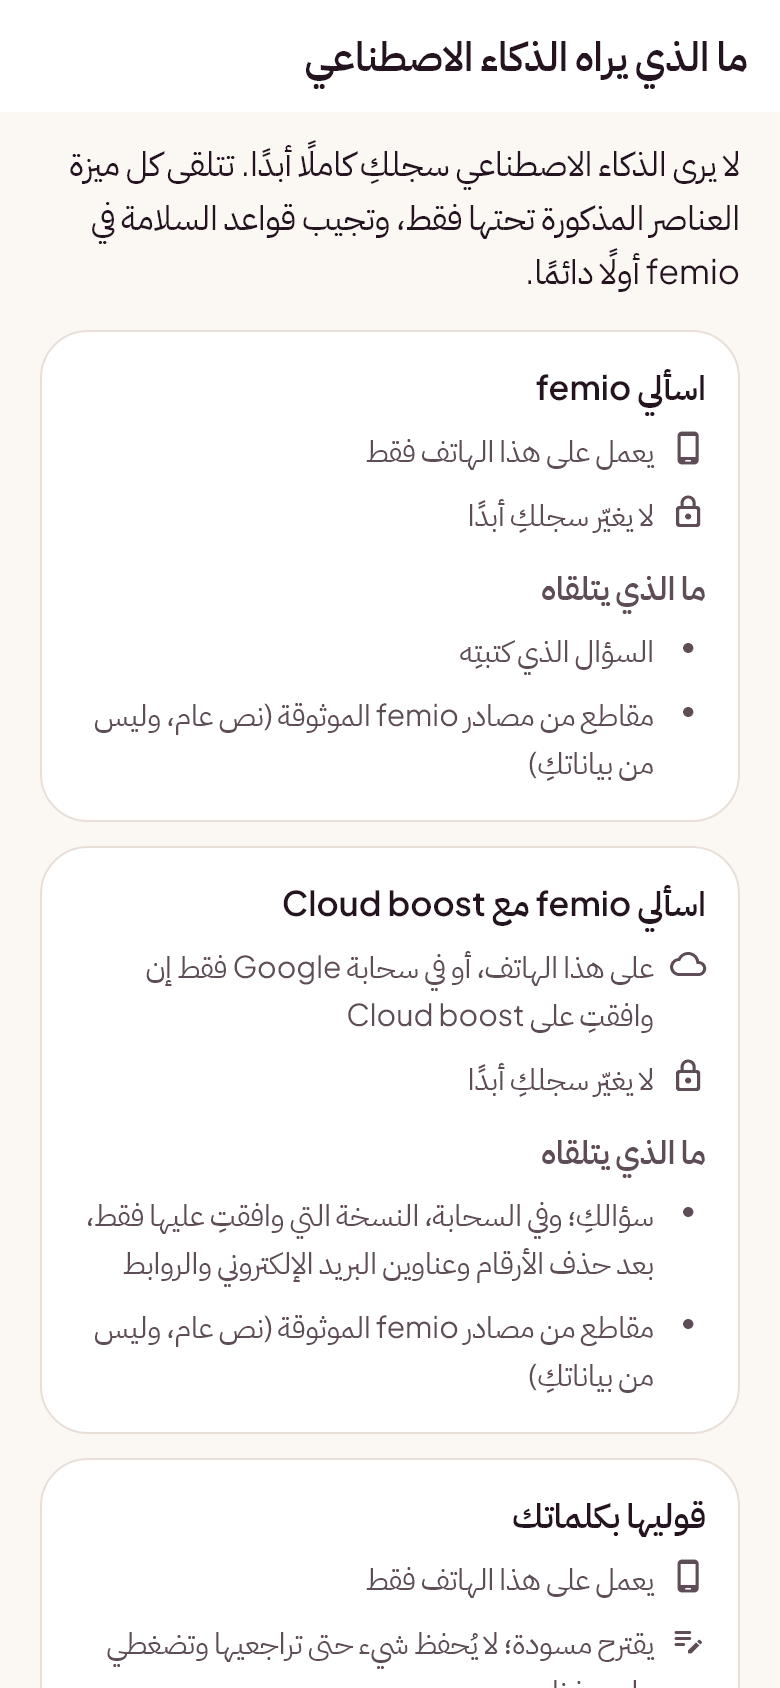 ما الذي يراه الذكاء الاصطناعي
لا يرى الذكاء الاصطناعي سجلكِ كاملًا أبدًا. تتلقى كل ميزة
العناصر المذكورة تحتها فقط، وتجيب قواعد السلامة في
femio أولًا دائمًا.
اسألي femio
يعمل على هذا الهاتف فقط
لا يغيّر سجلكِ أبدًا
ما الذي يتلقاه
• السؤال الذي كتبتِه
• مقاطع من مصادر femio الموثوقة (نص عام، وليس
من بياناتكِ)
اسألي femio مع Cloud boost
على هذا الهاتف، أو في سحابة Google فقط إن
وافقتِ على Cloud boost
لا يغيّر سجلكِ أبدًا
ما الذي يتلقاه
• سؤالكِ؛ وفي السحابة، النسخة التي وافقتِ عليها فقط،
بعد حذف الأرقام وعناوين البريد الإلكتروني والروابط
• مقاطع من مصادر femio الموثوقة (نص عام، وليس
من بياناتكِ)
قوليها بكلماتك
يعمل على هذا الهاتف فقط
يقترح مسودة؛ لا يُحفظ شيء حتى تراجعيها وتضغطي